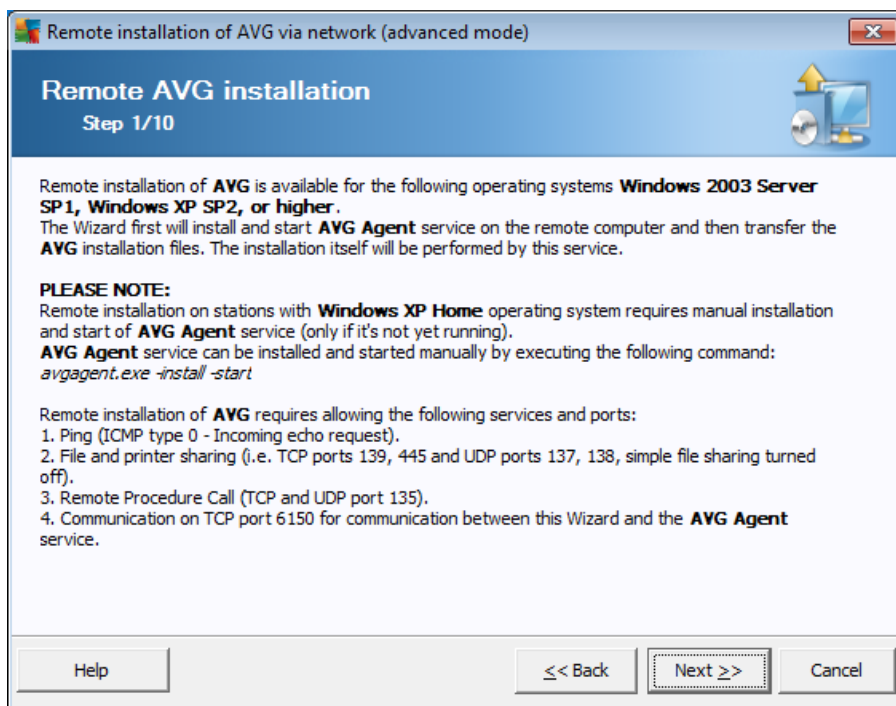 Remote installation of AVG via network (advanced mode)
Remote AVG installation
Step 1/10
Remote installation of AVG is available for the following operating systems Windows 2003 Server
SP1, Windows XP SP2, or higher.
The Wizard first will install and start AVG Agent service on the remote computer and then transfer the
AVG installation files. The installation itself will be performed by this service.
PLEASE NOTE:
Remote installation on stations with Windows XP Home operating system requires manual installation
and start of AVG Agent service (only if it's not yet running).
AVG Agent service can be installed and started manually by executing the following command:
avgagent.exe -install -start
Remote installation of AVG requires allowing the following services and ports:
1. Ping (ICMP type 0 - Incoming echo request).
2. File and printer sharing (i.e. TCP ports 139, 445 and UDP ports 137, 138, simple file sharing turned
off).
3. Remote Procedure Call (TCP and UDP port 135).
4. Communication on TCP port 6150 for communication between this Wizard and the AVG Agent
service.
Help
<< Back
Next >>
Cancel